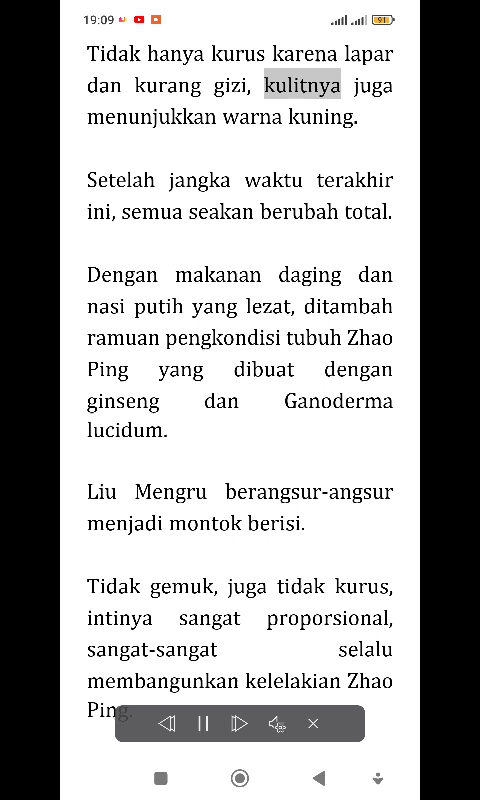 19:09
91
Tidak hanya kurus karena lapar
dan kurang gizi, kulitnya juga
menunjukkan warna kuning.
Setelah jangka waktu terakhir
ini, semua seakan berubah total.
Dengan makanan daging dan
nasi putih yang lezat, ditambah
ramuan pengkondisi tubuh Zhao
Ping yang dibuat dengan
ginseng dan Ganoderma
lucidum.
Liu Mengru berangsur-angsur
menjadi montok berisi.
Tidak gemuk, juga tidak kurus,
intinya sangat proporsional,
sangat-sangat selalu
membangunkan kelelakian Zhao
Ping.